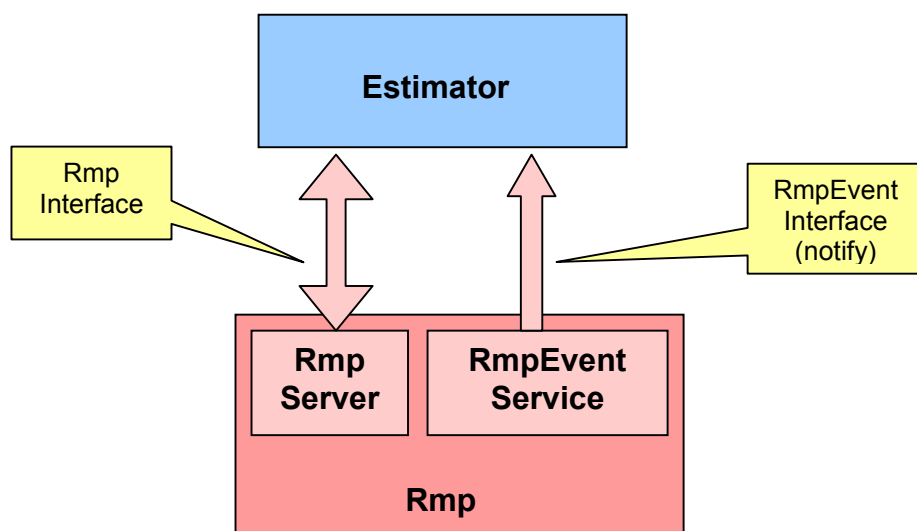 Estimator
Rmp
Interface
RmpEvent
Interface
(notify)
Rmp
Server
RmpEvent
Service
Rmp